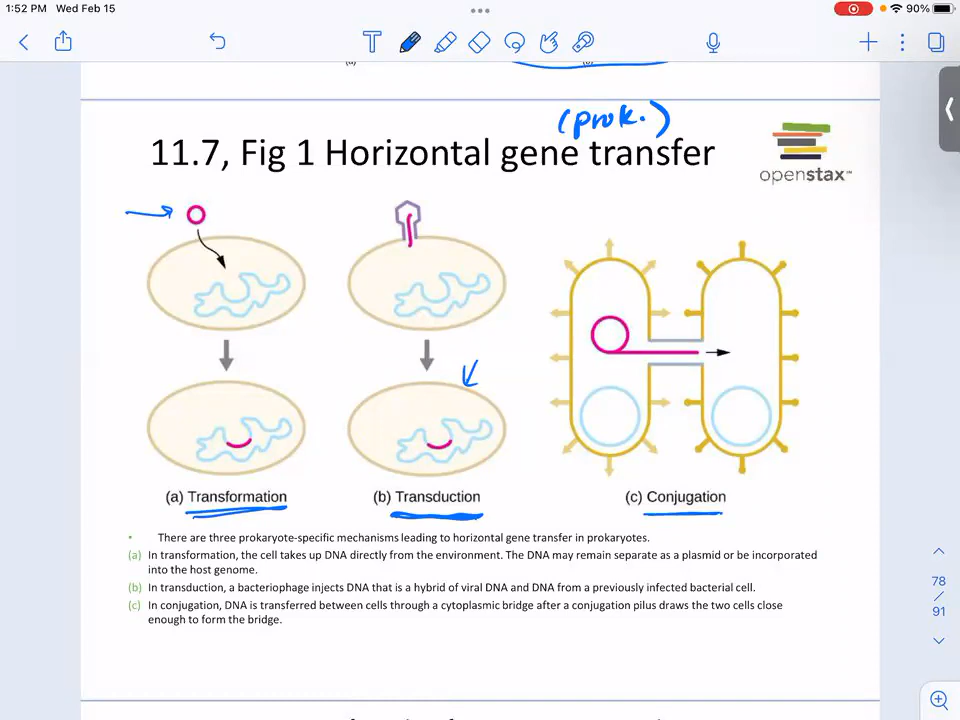 1:52 PM Wed Feb 15
90%
(a) (b)
(prok.)
11.7, Fig 1 Horizontal gene transfer
openstax™
(a) Transformation (b) Transduction (c) Conjugation
• There are three prokaryote-specific mechanisms leading to horizontal gene transfer in prokaryotes.
(a) In transformation, the cell takes up DNA directly from the environment. The DNA may remain separate as a plasmid or be incorporated
into the host genome.
(b) In transduction, a bacteriophage injects DNA that is a hybrid of viral DNA and DNA from a previously infected bacterial cell.
(c) In conjugation, DNA is transferred between cells through a cytoplasmic bridge after a conjugation pilus draws the two cells close
enough to form the bridge.
78
/
91